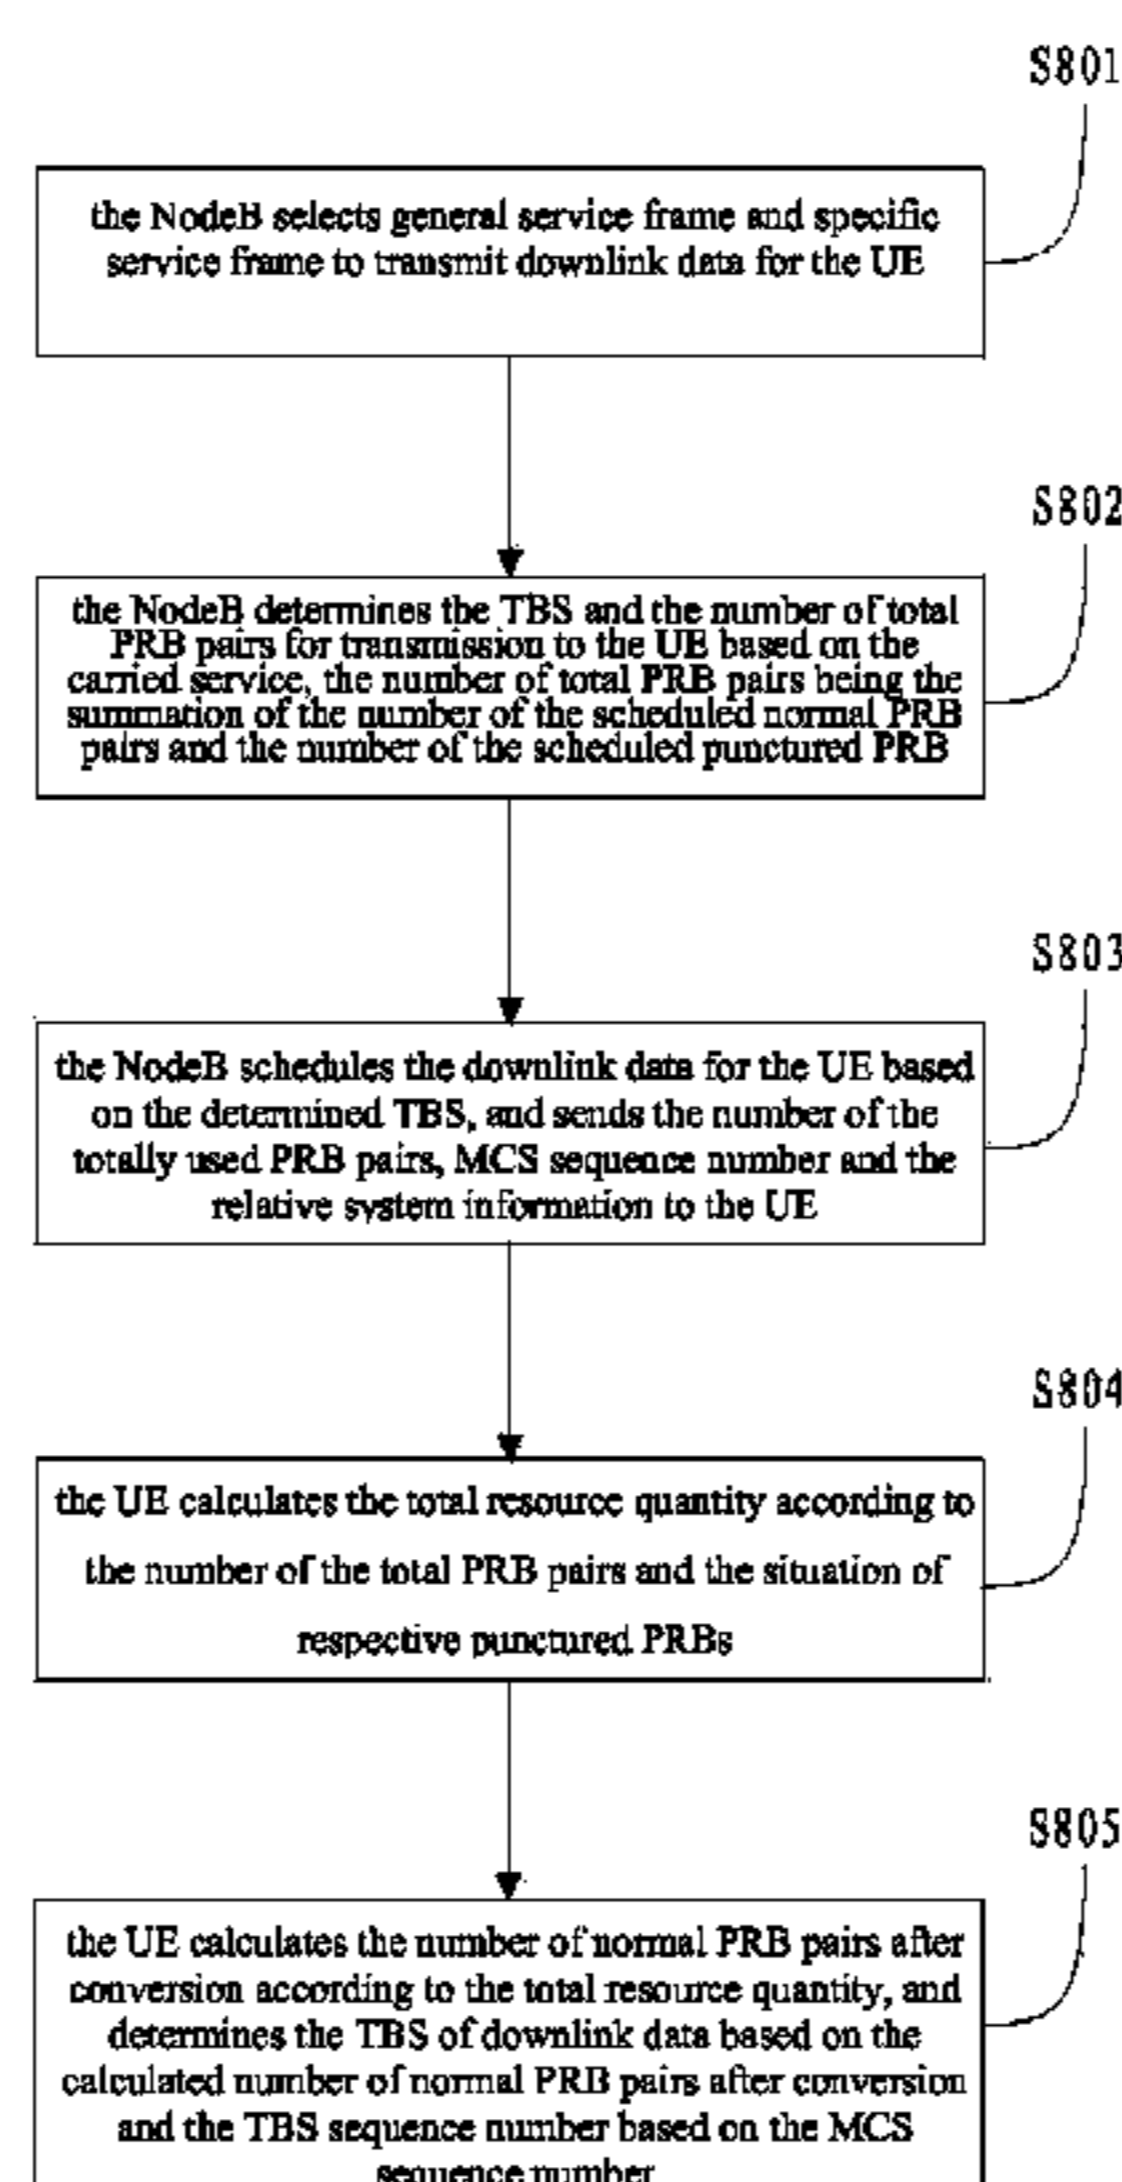 S801
the NodeB selects general service frame and specific
service frame to transmit downlink data for the UE
S802
the NodeB determines the TBS and the number of total
PRB pairs for transmission to the UE based on the
carried service, the number of total PRB pairs being the
summation of the number of the scheduled normal PRB
pairs and the number of the scheduled punctured PRB
S803
the NodeB schedules the downlink data for the UE based
on the determined TBS, and sends the number of the
totally used PRB pairs, MCS sequence number and the
relative system information to the UE
S804
the UE calculates the total resource quantity according to
the number of the total PRB pairs and the situation of
respective punctured PRBs
S805
the UE calculates the number of normal PRB pairs after
conversion according to the total resource quantity, and
determines the TBS of downlink data based on the
calculated number of normal PRB pairs after conversion
and the TBS sequence number based on the MCS
sequence number